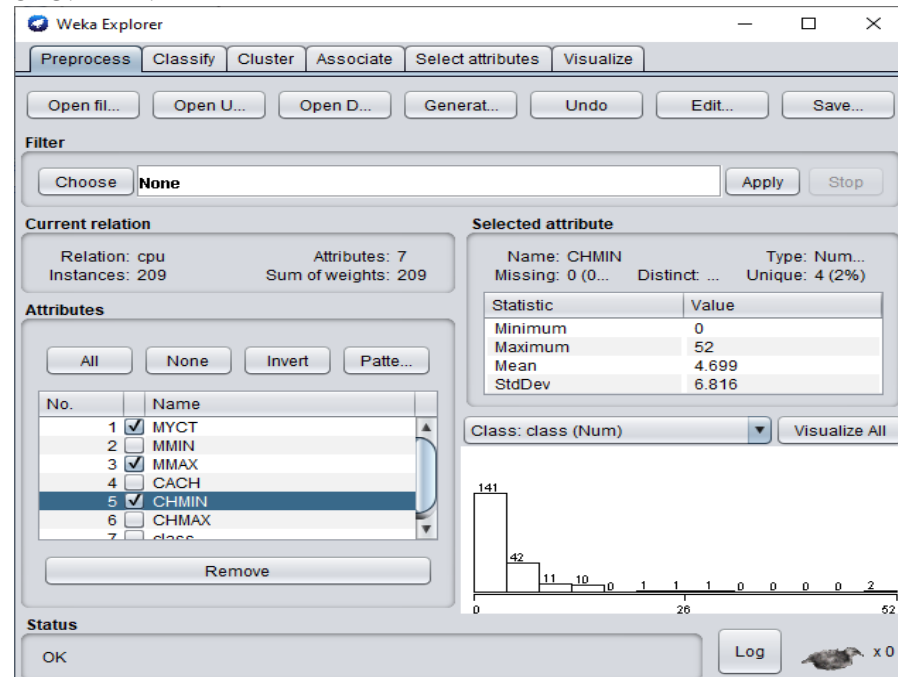 Weka Explorer
Preprocess Classify Cluster Associate Select attributes Visualize
Open fil... Open U... Open D... Generat... Undo Edit... Save...
Filter
Choose None Apply Stop
Current relation
Relation: cpu Attributes: 7
Instances: 209 Sum of weights: 209
Attributes
All None Invert Patte...
No. Name
1 MYCT
2 MMIN
3 MMAX
4 CACH
5 CHMIN
6 CHMAX
7 class
Remove
Selected attribute
Name: CHMIN Type: Num...
Missing: 0 (0... Distinct: ... Unique: 4 (2%)
Statistic Value
Minimum 0
Maximum 52
Mean 4.699
StdDev 6.816
Class: class (Num) Visualize All
141
42
11 10 0 1 1 1 0 0 0 0 2
0 26 52
Status
OK
Log x 0